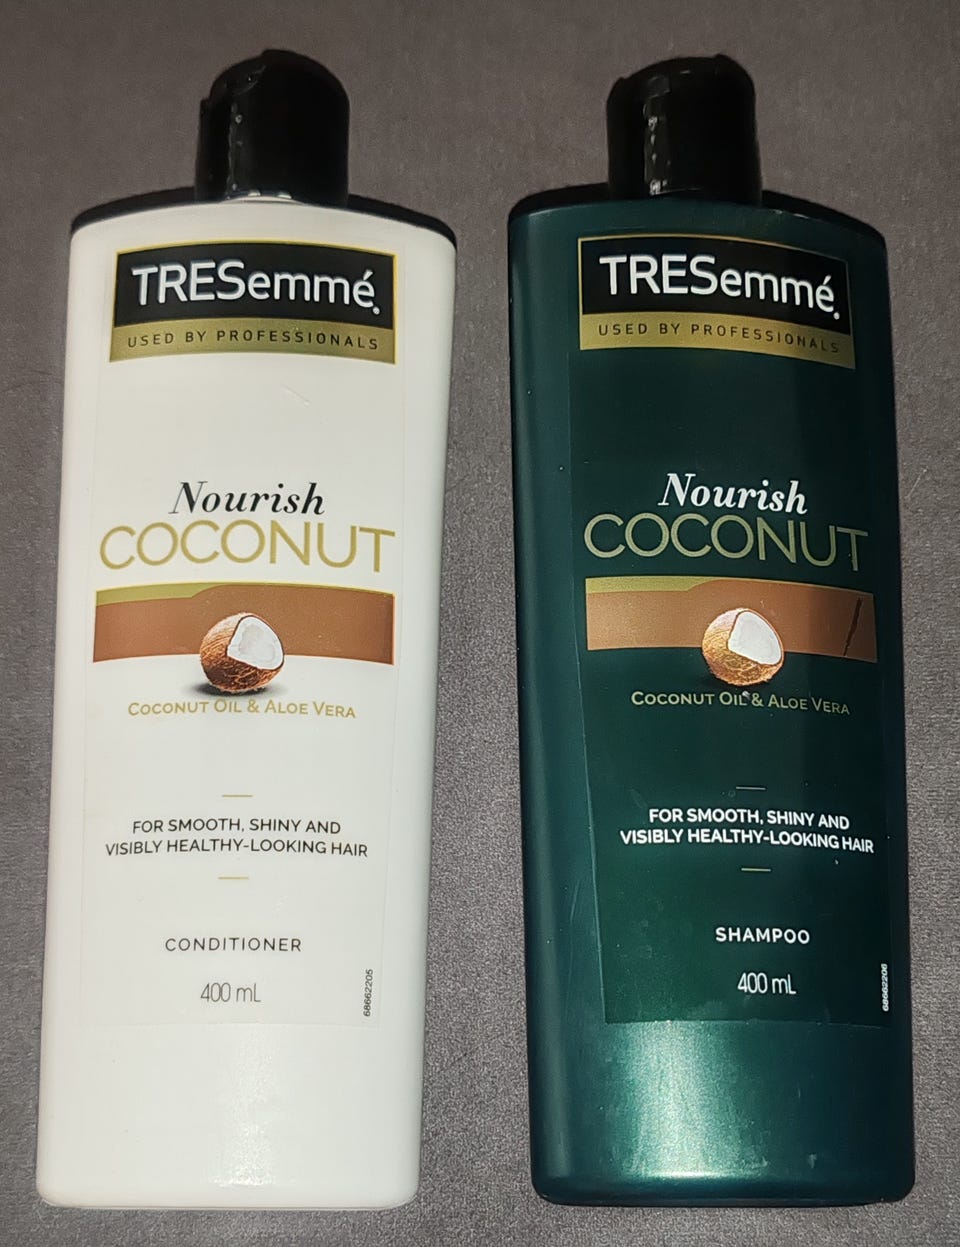 TRESemmé
USED BY PROFESSIONALS
Nourish
COCONUT
COCONUT OIL & ALOE VERA
FOR SMOOTH, SHINY AND
VISIBLY HEALTHY-LOOKING HAIR
CONDITIONER
400 mL
68662205
TRESemmé
USED BY PROFESSIONALS
Nourish
COCONUT
COCONUT OIL & ALOE VERA
FOR SMOOTH, SHINY AND
VISIBLY HEALTHY-LOOKING HAIR
SHAMPOO
400 mL
68662206